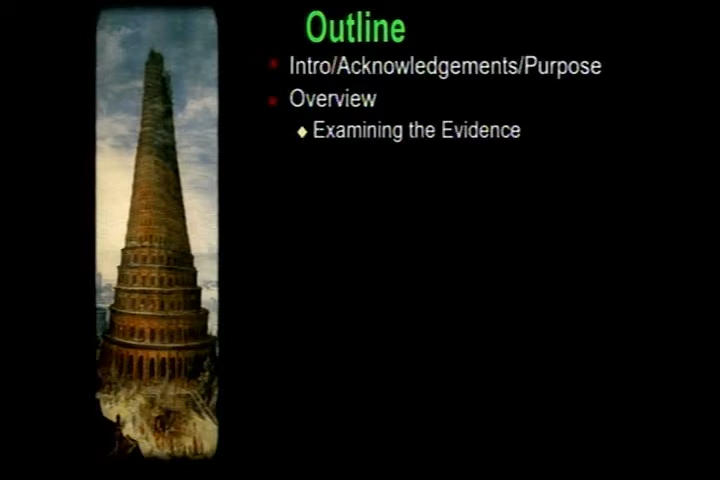 Outline
Intro/Acknowledgements/Purpose
Overview
Examining the Evidence